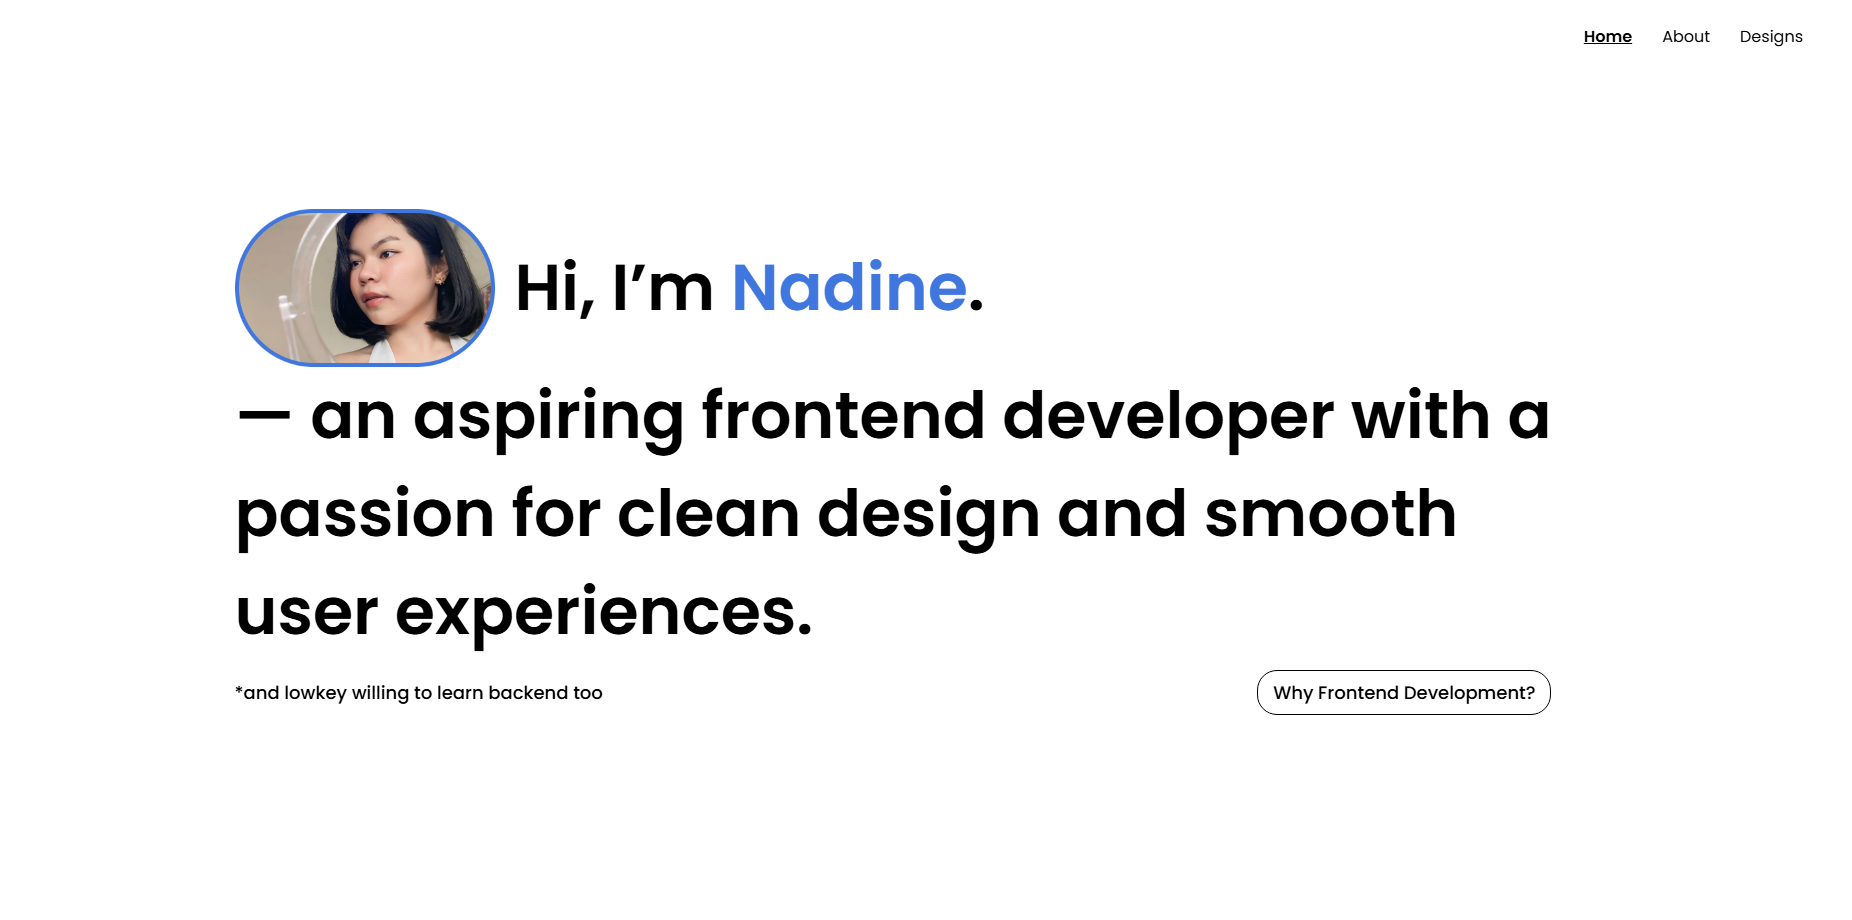 Home About Designs
Hi, I’m Nadine.
— an aspiring frontend developer with a
passion for clean design and smooth
user experiences.
*and lowkey willing to learn backend too
Why Frontend Development?